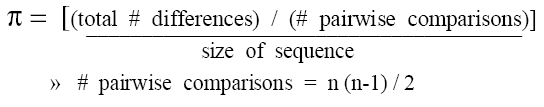 π = [(total # differences) / (# pairwise comparisons)]
size of sequence
» # pairwise comparisons = n (n-1) / 2